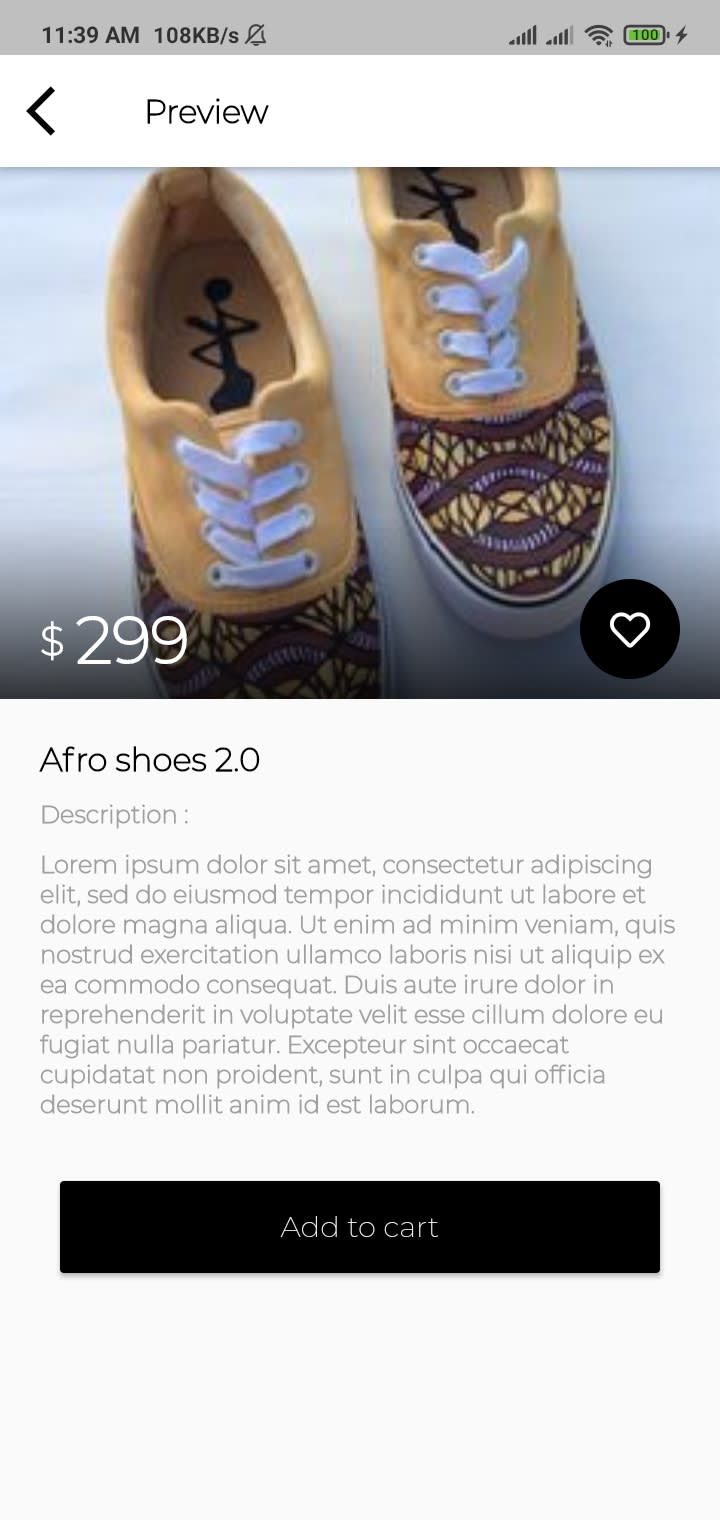 11:39 AM 108KB/s
100
Preview
$ 299
Afro shoes 2.0
Description :
Lorem ipsum dolor sit amet, consectetur adipiscing
elit, sed do eiusmod tempor incididunt ut labore et
dolore magna aliqua. Ut enim ad minim veniam, quis
nostrud exercitation ullamco laboris nisi ut aliquip ex
ea commodo consequat. Duis aute irure dolor in
reprehenderit in voluptate velit esse cillum dolore eu
fugiat nulla pariatur. Excepteur sint occaecat
cupidatat non proident, sunt in culpa qui officia
deserunt mollit anim id est laborum.
Add to cart